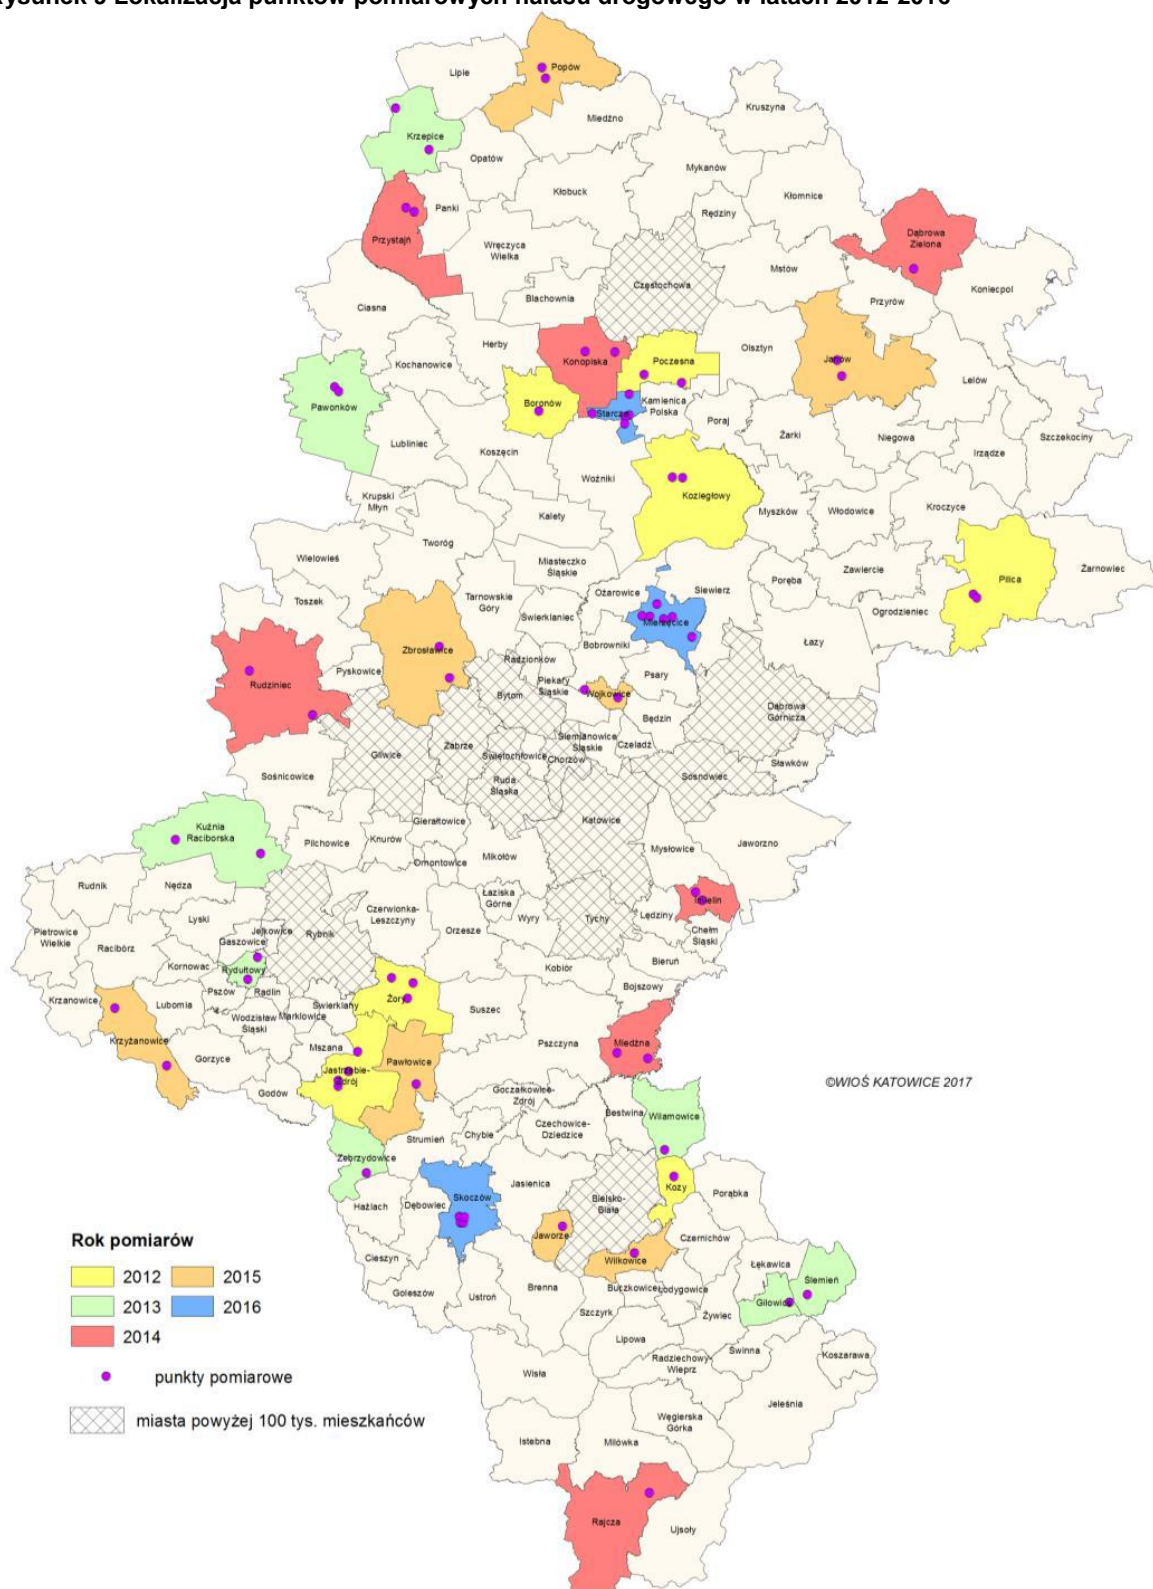 Rysunek 5 Lokalizacja punktów pomiarowych hałasu drogowego w latach 2012-2016
Lipie
Popów
Kruszyna
Miedźno
Krzepice
Opatów
Mykanów
Kłobuck
Kłomnice
Panki
Rędziny
Przystajń
Wręczyca
Wielka
Dąbrowa
Zielona
Mstów
Częstochowa
Koniecpol
Blachownia
Przyrów
Ciasna
Herby
Olsztyn
Konopiska
Poczesna
Janów
Kochanowice
Lelów
Boronów
Kamienica
Polska
Pawonków
Starcza
Poraj
Żarki
Niegowa
Szczekociny
Lubliniec
Koszęcin
Irządze
Woźniki
Krupski
Młyn
Koziegłowy
Kroczyce
Kalety
Myszków
Włodowice
Tworóg
Wielowieś
Miasteczko
Śląskie
Zawiercie
Żarnowiec
Poręba
Pilica
Ożarowice
Siewierz
Toszek
Tarnowskie
Góry
Ogrodzieniec
Świerklaniec
Mierzęcice
Łazy
Zbrosławice
Bobrowniki
Radzionków
Pyskowice
Psary
Rudziniec
Piekary
Śląskie
Wojkowice
Bytom
Dąbrowa
Górnicza
Będzin
Siemianowice
Śląskie
Czeladź
Zabrze
Gliwice
Świętochłowice
Chorzów
Sławków
Sośnicowice
Ruda
Śląska
Sosnowiec
Kuźnia
Raciborska
Gierałtowice
Katowice
Pilchowice
Knurów
Jaworzno
Mysłowice
Ornontowice
Mikołów
Rudnik
Nędza
Łaziska
Górne
Imielin
Czerwionka-
Leszczyny
Lędziny
Lyski
Wyry
Tychy
Pietrowice
Wielkie
Jejkowice
Rybnik
Orzesze
Chełm
Śląski
Gaszowice
Racibórz
Bieruń
Kornowac
Rydułtowy
Kobiór
Pszów
Radlin
Bojszowy
Krzanowice
Lubomia
Świerklany
Żory
Suszec
Wodzisław
Śląski
Marklowice
Krzyżanowice
Mszana
Pszczyna
Miedźna
Gorzyce
Pawłowice
Jastrzębie-
Zdrój
©WIOŚ KATOWICE 2017
Godów
Goczałkowice-
Zdrój
Bestwina
Wilamowice
Strumień
Chybie
Czechowice-
Dziedzice
Zebrzydowice
Jasienica
Kozy
Porąbka
Hażlach
Dębowiec
Skoczów
Bielsko-
Biała
Jaworze
Czernichów
Cieszyn
Wilkowice
Łękawica
Ślemień
Goleszów
Ustroń
Brenna
Buczkowice
Łodygowice
Gilowice
Szczyrk
Żywiec
Lipowa
Świnna
Koszarawa
Radziechowy-
Wieprz
Wisła
Jeleśnia
Węgierska
Górka
Istebna
Milówka
Rajcza
Ujsoły
Rok pomiarów
2012
2015
2013
2016
2014
punkty pomiarowe
miasta powyżej 100 tys. mieszkańców